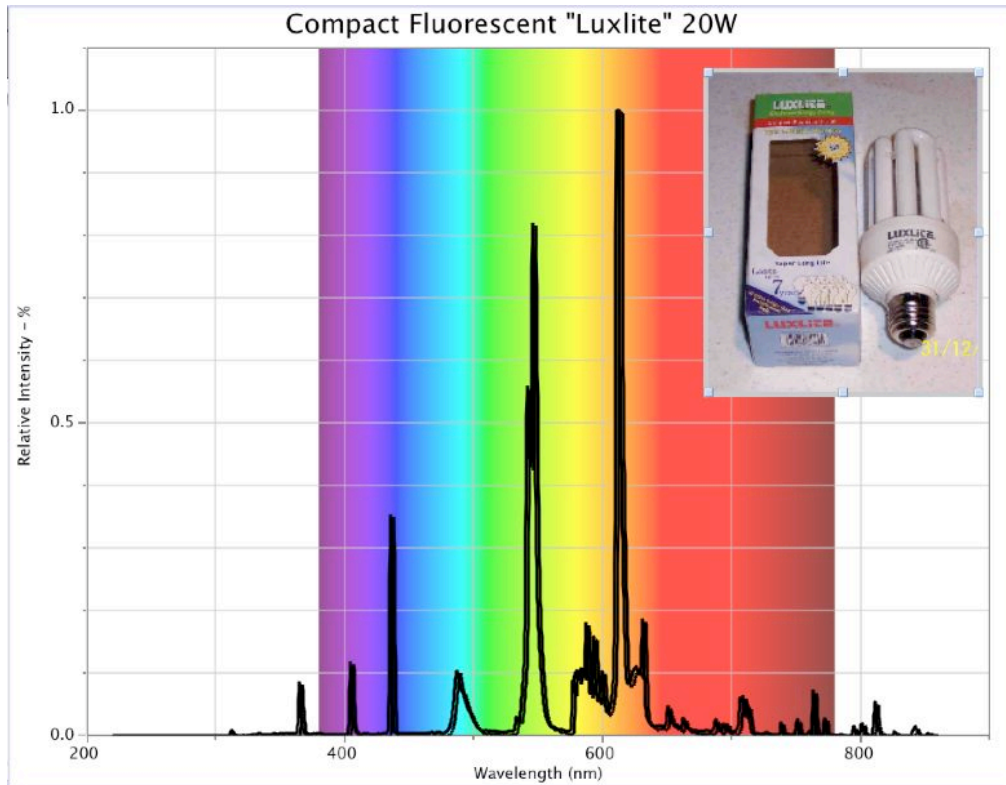 Compact Fluorescent "Luxlite" 20W
Relative Intensity – %
1.0
0.5
0.0
200
400
600
800
Wavelength (nm)
LUXLITE
Super Long Life
7
LUXLITE
LUXLITE
31/12/